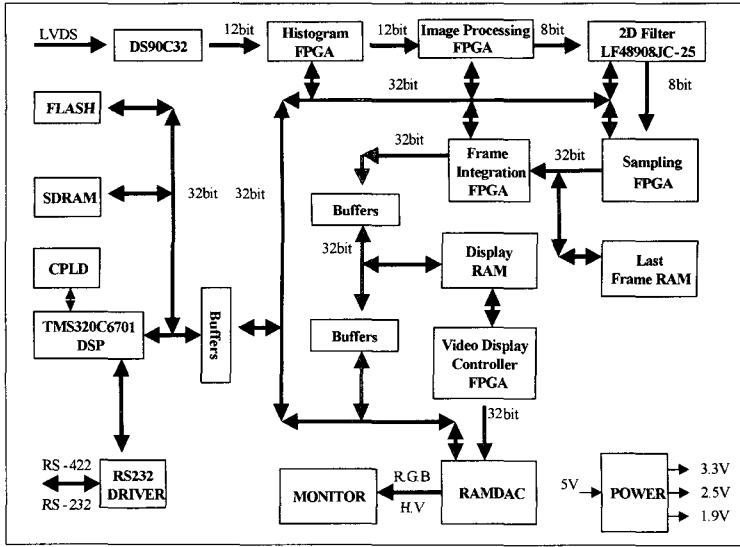 LVDS
DS90C32
12bit
Histogram
FPGA
12bit
Image Processing
FPGA
8bit
2D Filter
LF48908JC-25
32bit
8bit
FLASH
SDRAM
32bit
32bit
32bit
Frame
Integration
FPGA
32bit
Sampling
FPGA
Buffers
32bit
Display
RAM
Last
Frame RAM
CPLD
TMS320C6701
DSP
Buffers
Buffers
Video Display
Controller
FPGA
32bit
RS-422
RS-232
RS232
DRIVER
MONITOR
R.G.B
H.V
RAMDAC
5V
POWER
3.3V
2.5V
1.9V